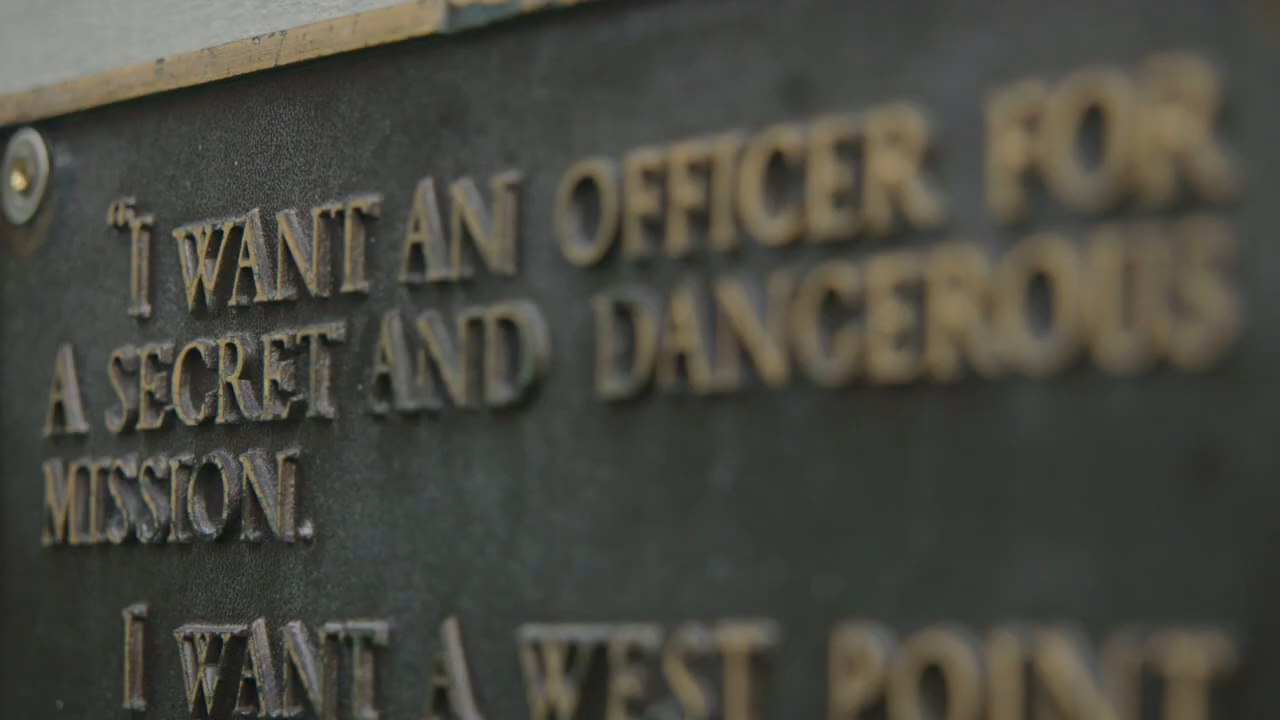 “I WANT AN OFFICER FOR
A SECRET AND DANGEROUS
MISSION.
I WANT A WEST POINT